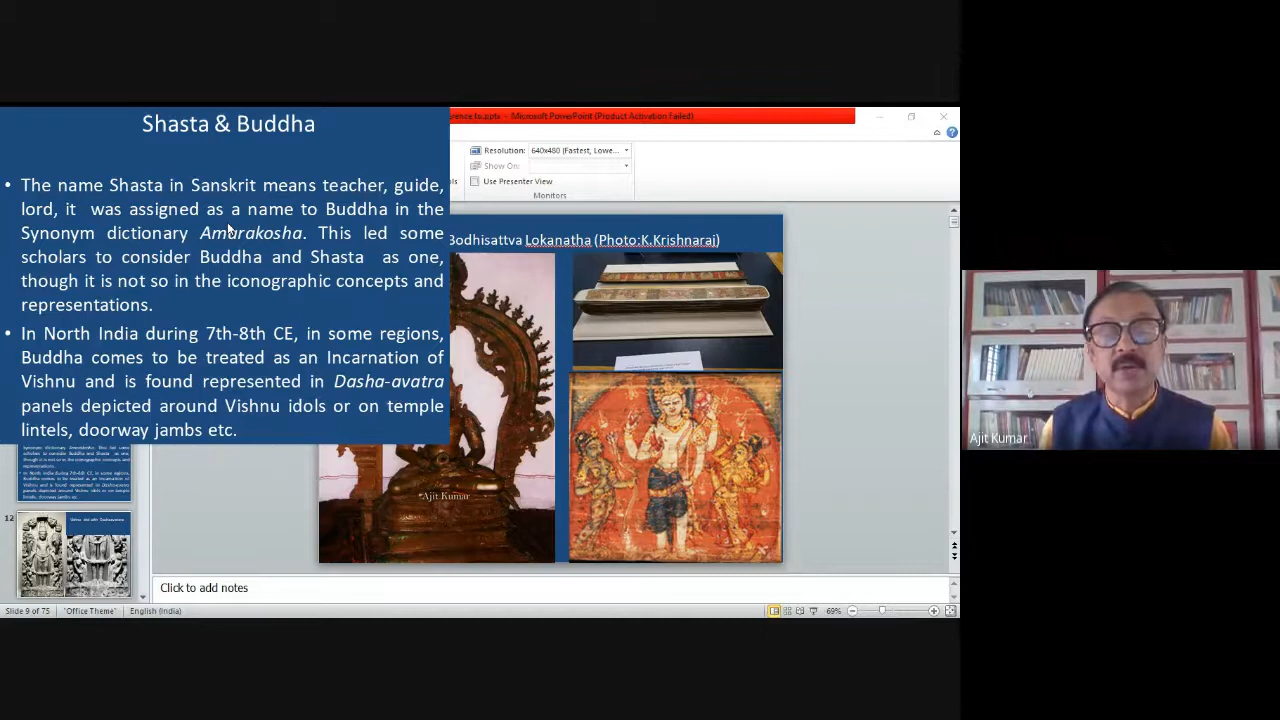 Shasta & Buddha
• The name Shasta in Sanskrit means teacher, guide,
lord, it was assigned as a name to Buddha in the
Synonym dictionary Amarakosha. This led some
scholars to consider Buddha and Shasta as one,
though it is not so in the iconographic concepts and
representations.
• In North India during 7th-8th CE, in some regions,
Buddha comes to be treated as an Incarnation of
Vishnu and is found represented in Dasha-avatra
panels depicted around Vishnu idols or on temple
lintels, doorway jambs etc.
Microsoft PowerPoint (Product Activation Failed)
Resolution: 640x480 (Fastest, Lowe...
Show On:
Use Presenter View
Monitors
Bodhisattva Lokanatha (Photo:K.Krishnaraj)
*Ajit Kumar
12
Click to add notes
Slide 9 of 75
"Office Theme"
English (India)
69%
Ajit Kumar